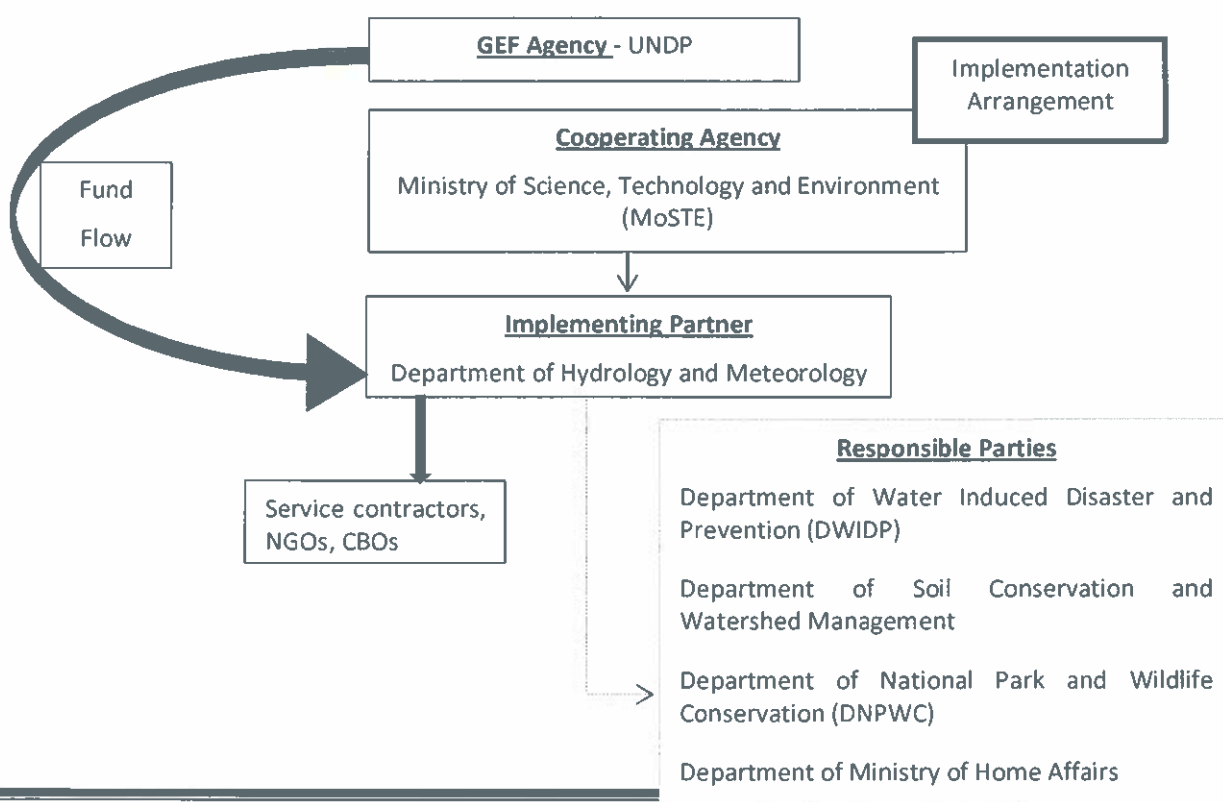 GEF Agency - UNDP
Implementation
Arrangement
Cooperating Agency
Ministry of Science, Technology and Environment
(MoSTE)
Fund
Flow
Implementing Partner
Department of Hydrology and Meteorology
Service contractors,
NGOs, CBOs
Responsible Parties
Department of Water Induced Disaster and
Prevention (DWIDP)
Department of Soil Conservation and
Watershed Management
Department of National Park and Wildlife
Conservation (DNPWC)
Department of Ministry of Home Affairs